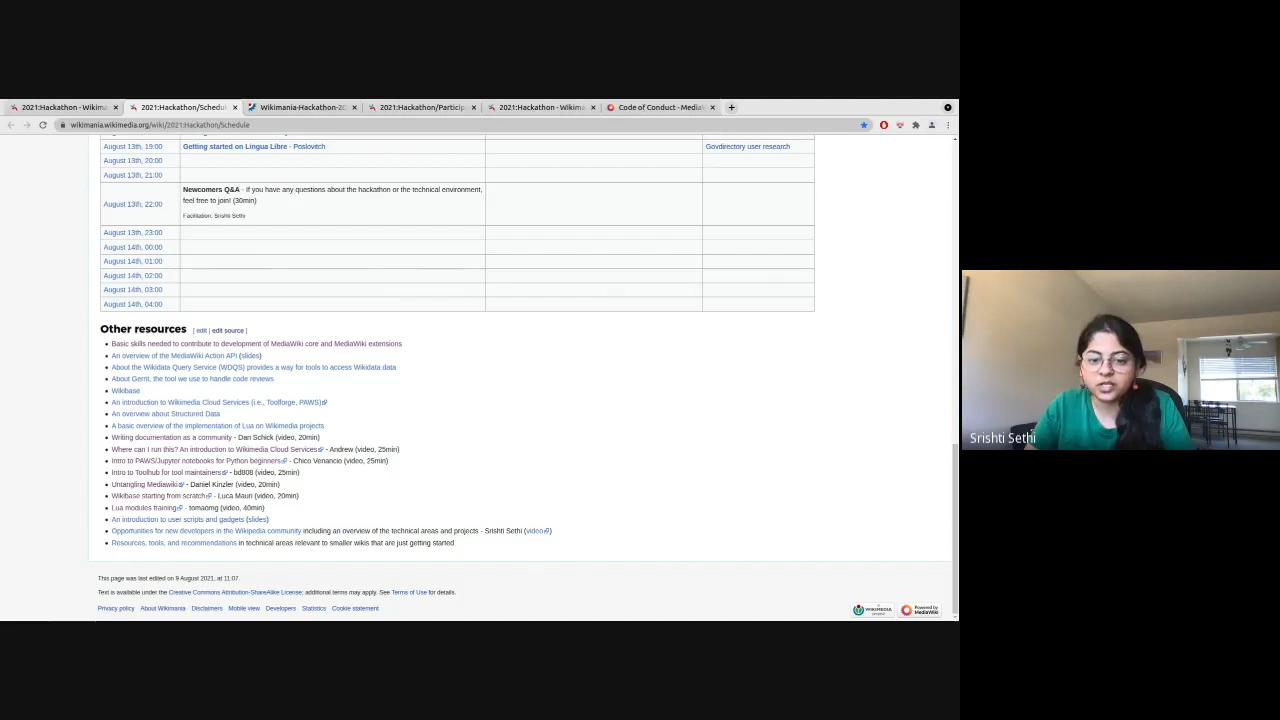 2021:Hackathon - Wikima
2021:Hackathon/Schedul
Wikimania-Hackathon-20
2021:Hackathon/Particip
2021:Hackathon - Wikima
Code of Conduct - MediaW
wikimania.wikimedia.org/wiki/2021:Hackathon/Schedule
August 13th, 19:00 Getting started on Lingua Libre - Poslovitch Govdirectory user research
August 13th, 20:00
August 13th, 21:00
Newcomers Q&A - If you have any questions about the hackathon or the technical environment,
August 13th, 22:00 feel free to join! (30min)
Facilitation: Srishti Sethi
August 13th, 23:00
August 14th, 00:00
August 14th, 01:00
August 14th, 02:00
August 14th, 03:00
August 14th, 04:00
Other resources [ edit | edit source ]
Basic skills needed to contribute to development of MediaWiki core and MediaWiki extensions
An overview of the MediaWiki Action API (slides)
About the Wikidata Query Service (WDQS) provides a way for tools to access Wikidata data
About Gerrit, the tool we use to handle code reviews
Wikibase
An introduction to Wikimedia Cloud Services (i.e., Toolforge, PAWS)
An overview about Structured Data
A basic overview of the implementation of Lua on Wikimedia projects
Writing documentation as a community - Dan Schick (video, 20min)
Where can I run this? An introduction to Wikimedia Cloud Services - Andrew (video, 25min)
Intro to PAWS/Jupyter notebooks for Python beginners - Chico Venancio (video, 25min)
Intro to Toolhub for tool maintainers - bd808 (video, 25min)
Untangling Mediawiki - Daniel Kinzler (video, 20min)
Wikibase starting from scratch - Luca Mauri (video, 20min)
Lua modules training - tomaomg (video, 40min)
An introduction to user scripts and gadgets (slides)
Opportunities for new developers in the Wikipedia community including an overview of the technical areas and projects - Srishti Sethi (video)
Resources, tools, and recommendations in technical areas relevant to smaller wikis that are just getting started
This page was last edited on 9 August 2021, at 11:07.
Text is available under the Creative Commons Attribution-ShareAlike License; additional terms may apply. See Terms of Use for details.
Privacy policy About Wikimania Disclaimers Mobile view Developers Statistics Cookie statement
A WIKIMEDIA project
Powered by MediaWiki
Srishti Sethi